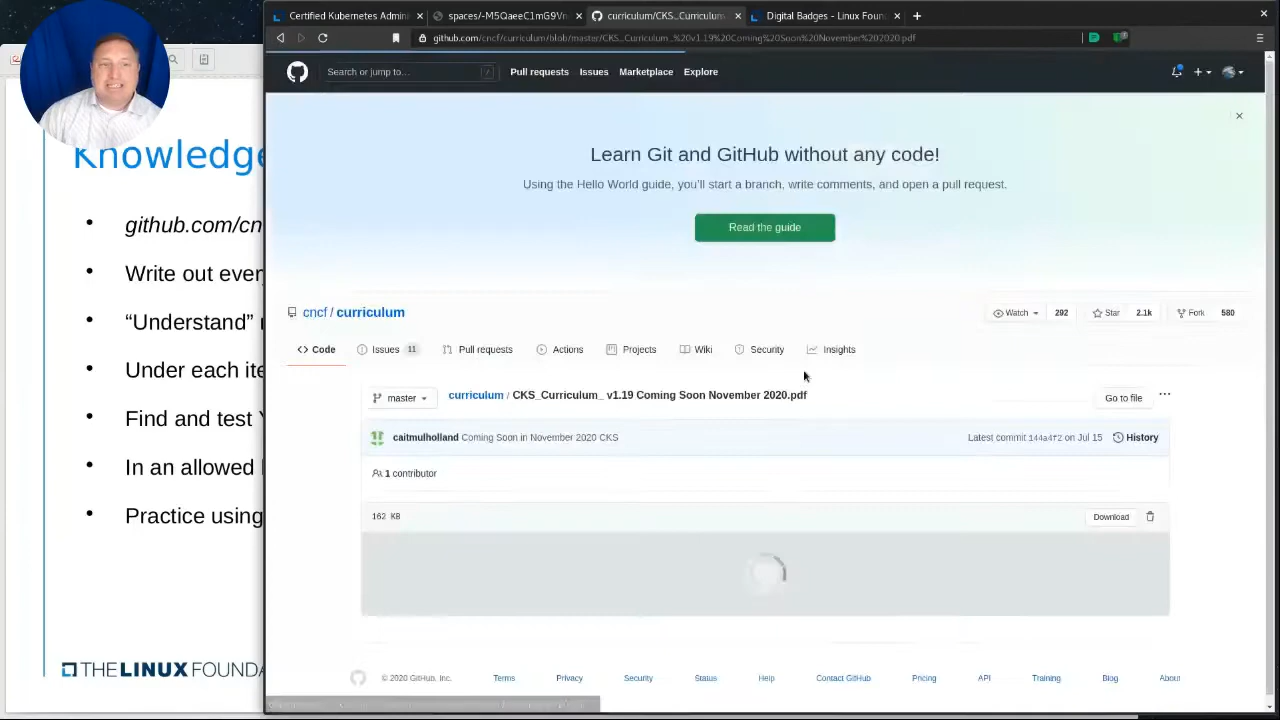 Certified Kubernetes Admin
spaces/-M5QaeeC1mG9Vn
curriculum/CKS_Curriculum
Digital Badges - Linux Foun
github.com/cncf/curriculum/blob/master/CKS_Curriculum_%20v1.19%20Coming%20Soon%20November%202020.pdf
Search or jump to…
/
Pull requests
Issues
Marketplace
Explore
Learn Git and GitHub without any code!
Using the Hello World guide, you'll start a branch, write comments, and open a pull request.
Read the guide
Knowledge
github.com/cn
Write out every
“Understand”
Under each ite
Find and test Y
In an allowed
Practice using
THE LINUX FOUNDA
cncf / curriculum
Watch 292
Star 2.1k
Fork 580
Code
Issues 11
Pull requests
Actions
Projects
Wiki
Security
Insights
master
curriculum / CKS_Curriculum_ v1.19 Coming Soon November 2020.pdf
Go to file
caitmulholland Coming Soon in November 2020 CKS
Latest commit 144a4f2 on Jul 15
History
1 contributor
162 KB
Download
© 2020 GitHub, Inc.
Terms
Privacy
Security
Status
Help
Contact GitHub
Pricing
API
Training
Blog
About